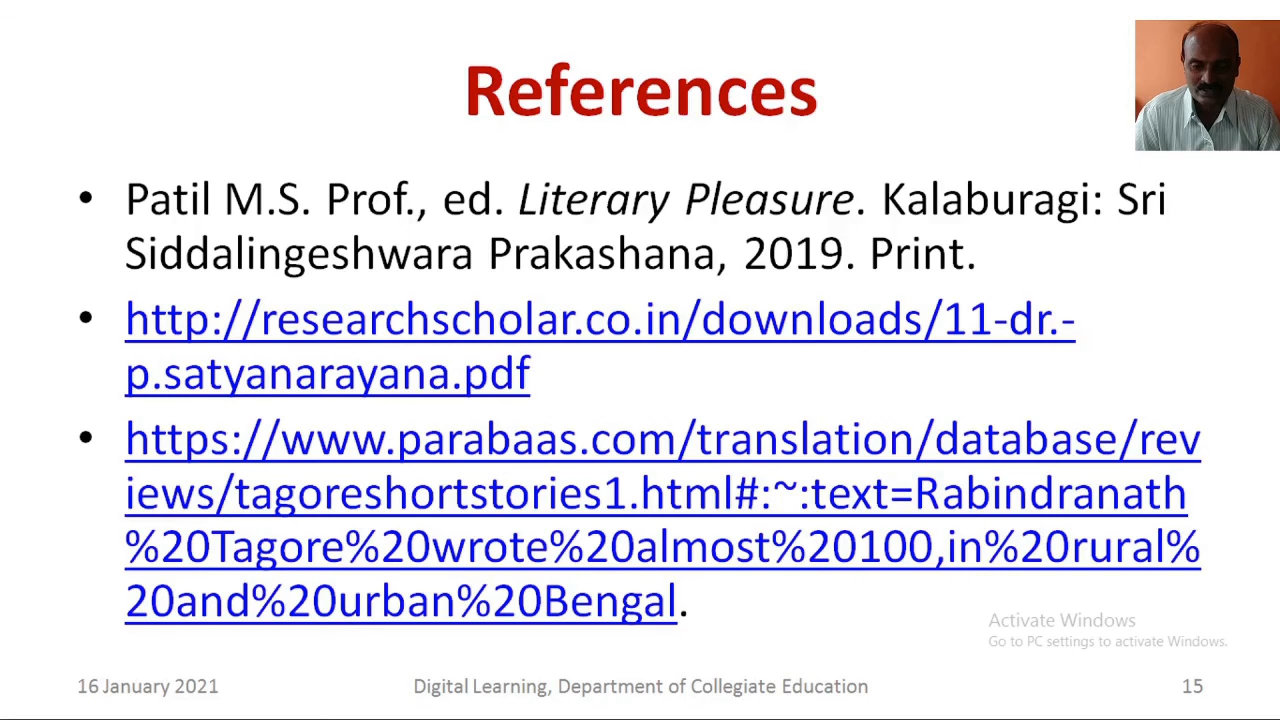 References
• Patil M.S. Prof., ed. Literary Pleasure. Kalaburagi: Sri
Siddalingeshwara Prakashana, 2019. Print.
• http://researchscholar.co.in/downloads/11-dr.-
p.satyanarayana.pdf
• https://www.parabaas.com/translation/database/rev
iews/tagoreshortstories1.html#:~:text=Rabindranath
%20Tagore%20wrote%20almost%20100,in%20rural%
20and%20urban%20Bengal.
Activate Windows
Go to PC settings to activate Windows.
16 January 2021
Digital Learning, Department of Collegiate Education
15